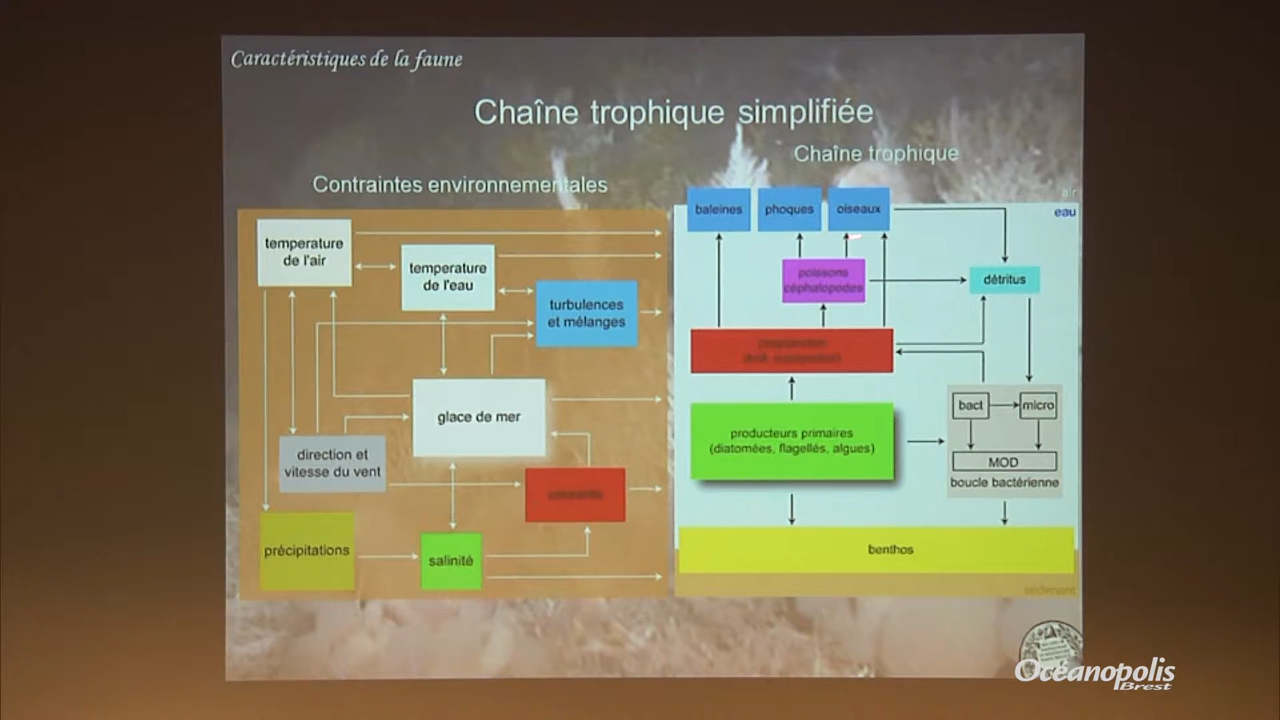 Caractéristiques de la faune
Chaîne trophique simplifiée
Contraintes environnementales
température
de l'air
température
de l'eau
turbulences
et mélanges
glace de mer
direction et
vitesse du vent
précipitations
salinité
Chaîne trophique
air
eau
baleines
phoques
oiseaux
poissons
céphalopodes
détritus
producteurs primaires
(diatomées, flagellés, algues)
bact
micro
MOD
boucle bactérienne
benthos
sédiment
Océanopolis
Brest